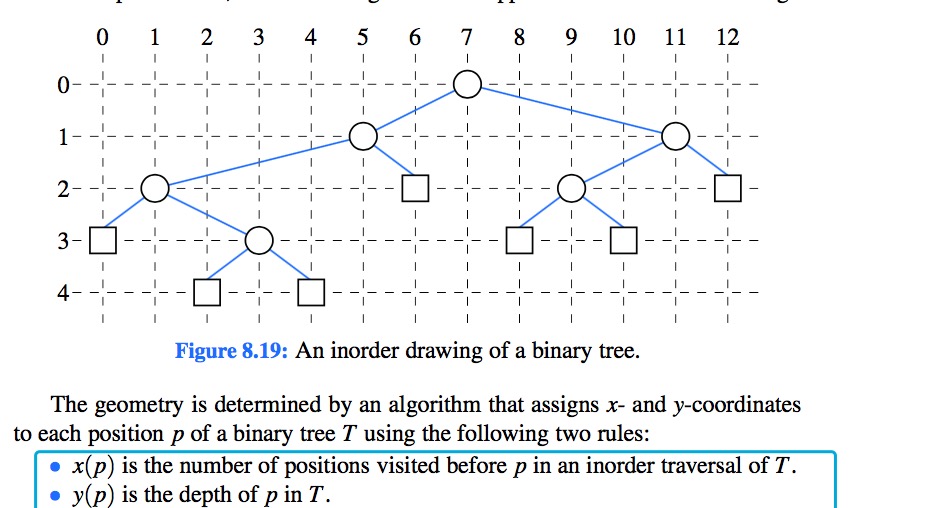 0 1 2 3 4 5 6 7 8 9 10 11 12
0
1
2
3
4
Figure 8.19: An inorder drawing of a binary tree.
The geometry is determined by an algorithm that assigns x- and y-coordinates
to each position p of a binary tree T using the following two rules:
• x(p) is the number of positions visited before p in an inorder traversal of T.
• y(p) is the depth of p in T.